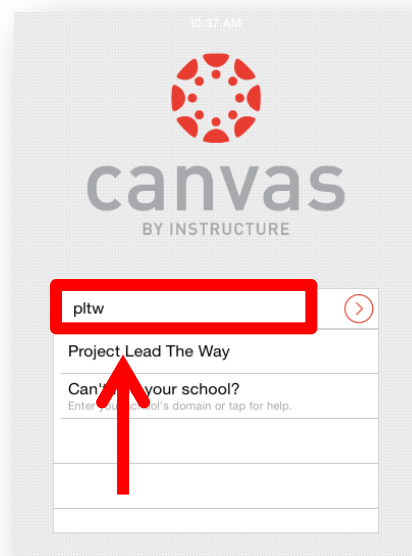 10:37 AM
canvas
BY INSTRUCTURE
pltw
Project Lead The Way
Can't your school?
Enter your school's domain or tap for help.